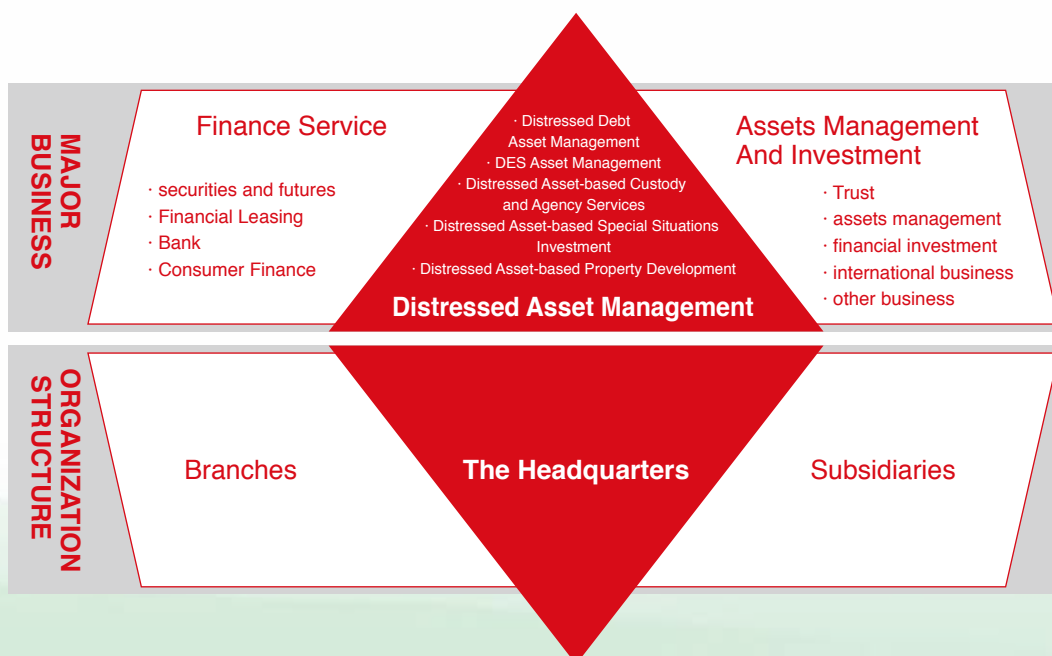 MAJOR
BUSINESS
Finance Service
· securities and futures
· Financial Leasing
· Bank
· Consumer Finance
· Distressed Debt
Asset Management
· DES Asset Management
· Distressed Asset-based Custody
and Agency Services
· Distressed Asset-based Special Situations
Investment
· Distressed Asset-based Property Development
Distressed Asset Management
Assets Management
And Investment
· Trust
· assets management
· financial investment
· international business
· other business
ORGANIZATION
STRUCTURE
Branches
The Headquarters
Subsidiaries